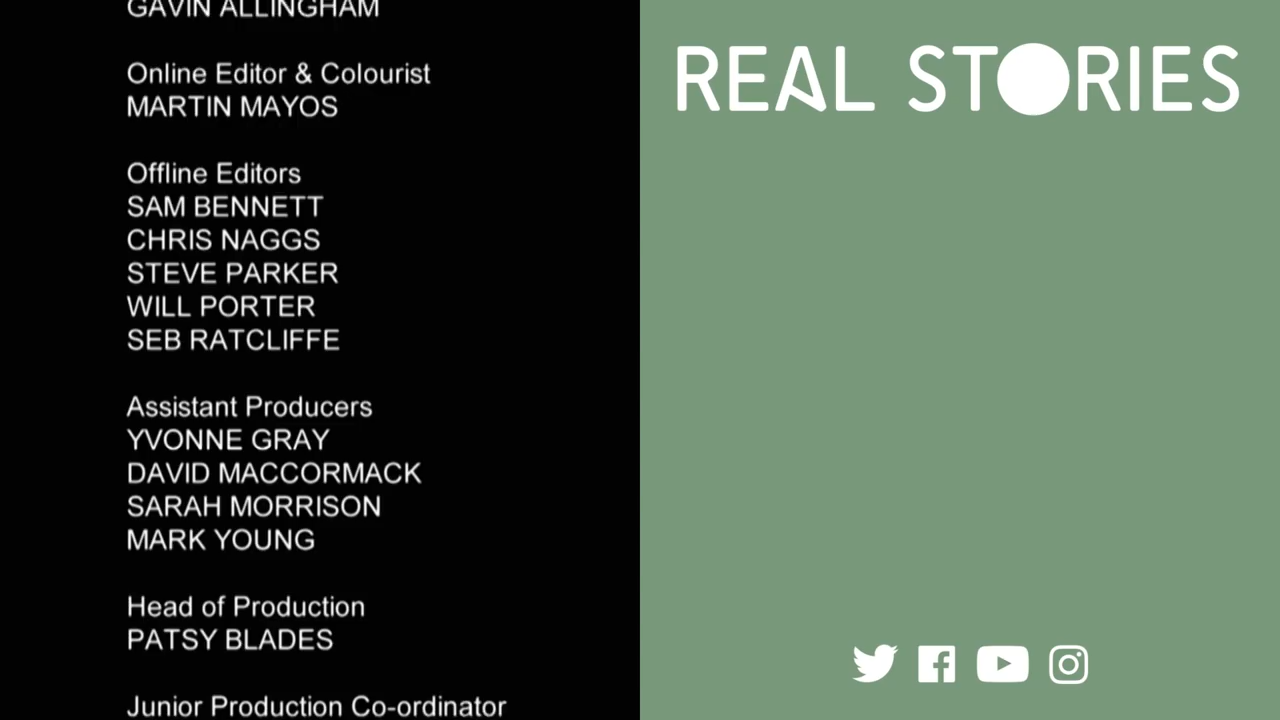 GAVIN ALLINGHAM
Online Editor & Colourist
MARTIN MAYOS
Offline Editors
SAM BENNETT
CHRIS NAGGS
STEVE PARKER
WILL PORTER
SEB RATCLIFFE
Assistant Producers
YVONNE GRAY
DAVID MACCORMACK
SARAH MORRISON
MARK YOUNG
Head of Production
PATSY BLADES
Junior Production Co-ordinator
REAL STORIES